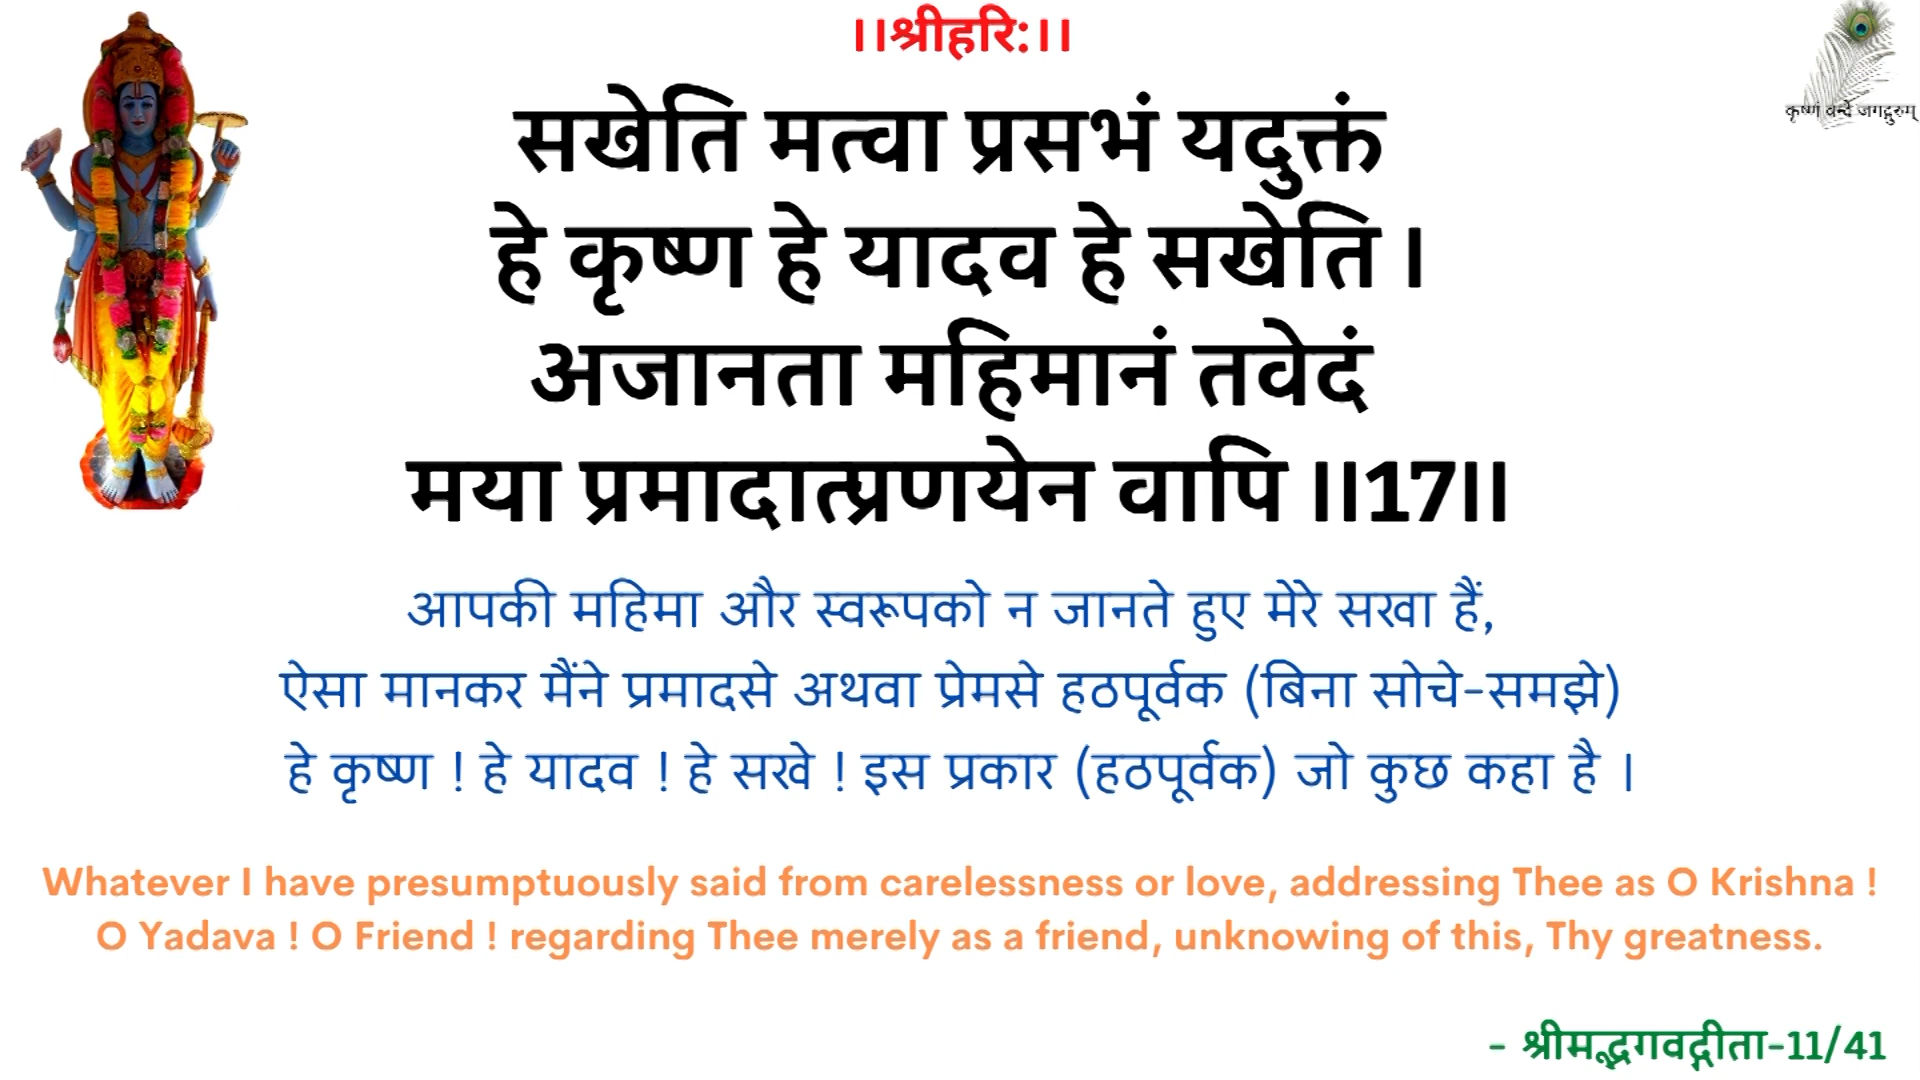 ।।श्रीहरि:।।
कृष्णं वन्दे जगद्गुरुम्
सखेति मत्वा प्रसभं यदुक्तं
हे कृष्ण हे यादव हे सखेति ।
अजानता महिमानं तवेदं
मया प्रमादात्प्रणयेन वापि ।।17।।
आपकी महिमा और स्वरूपको न जानते हुए मेरे सखा हैं,
ऐसा मानकर मैंने प्रमादसे अथवा प्रेमसे हठपूर्वक (बिना सोचे-समझे)
हे कृष्ण ! हे यादव ! हे सखे ! इस प्रकार (हठपूर्वक) जो कुछ कहा है ।
Whatever I have presumptuously said from carelessness or love, addressing Thee as O Krishna !
O Yadava ! O Friend ! regarding Thee merely as a friend, unknowing of this, Thy greatness.
- श्रीमद्भगवद्गीता-11/41